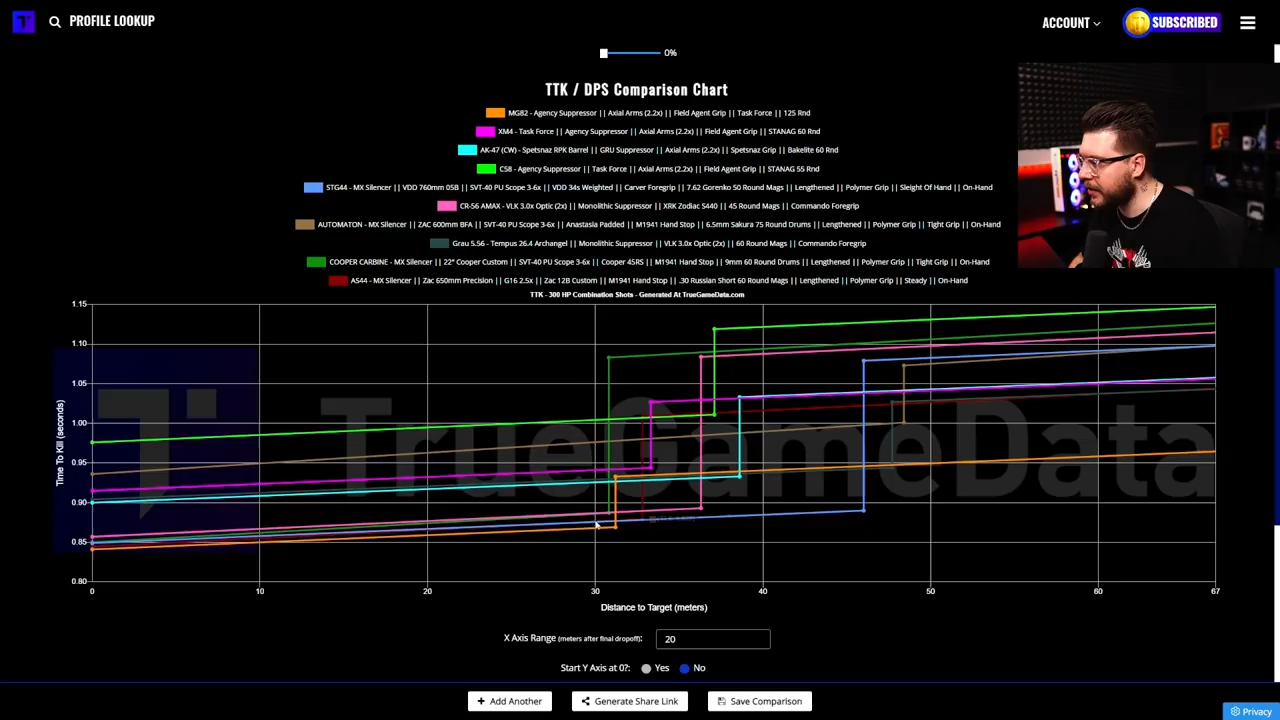 T
PROFILE LOOKUP
ACCOUNT
T
SUBSCRIBED
0%
TTK / DPS Comparison Chart
MG82 - Agency Suppressor || Axial Arms (2.2x) || Field Agent Grip || Task Force || 125 Rnd
XM4 - Task Force || Agency Suppressor || Axial Arms (2.2x) || Field Agent Grip || STANAG 60 Rnd
AK-47 (CW) - Spetsnaz RPK Barrel || GRU Suppressor || Axial Arms (2.2x) || Spetsnaz Grip || Bakelite 60 Rnd
C58 - Agency Suppressor || Task Force || Axial Arms (2.2x) || Field Agent Grip || STANAG 55 Rnd
STG44 - MX Silencer || VDD 760mm 05B || SVT-40 PU Scope 3-6x || VDD 34s Weighted || Carver Foregrip || 7.62 Gorenko 50 Round Mags || Lengthened || Polymer Grip || Sleight Of Hand || On-Hand
CR-56 AMAX - VLK 3.0x Optic (2x) || Monolithic Suppressor || XRK Zodiac S440 || 45 Round Mags || Commando Foregrip
AUTOMATON - MX Silencer || ZAC 600mm BFA || SVT-40 PU Scope 3-6x || Anastasia Padded || M1941 Hand Stop || 6.5mm Sakura 75 Round Drums || Lengthened || Polymer Grip || Tight Grip || On-Hand
Grau 5.56 - Tempus 26.4 Archangel || Monolithic Suppressor || VLK 3.0x Optic (2x) || 60 Round Mags || Commando Foregrip
COOPER CARBINE - MX Silencer || 22" Cooper Custom || SVT-40 PU Scope 3-6x || Cooper 45RS || M1941 Hand Stop || 9mm 60 Round Drums || Lengthened || Polymer Grip || Tight Grip || On-Hand
AS44 - MX Silencer || Zac 650mm Precision || G16 2.5x || Zac 12B Custom || M1941 Hand Stop || .30 Russian Short 60 Round Mags || Lengthened || Polymer Grip || Steady || On-Hand
TTK - 300 HP Combination Shots - Generated At TrueGameData.com
1.15
1.10
1.05
1.00
0.95
0.90
0.85
0.80
Time To Kill (seconds)
TrueGameData
0 10 20 30 40 50 60 67
Distance to Target (meters)
X Axis Range (meters after final dropoff): 20
Start Y Axis at 0?: Yes No
Add Another
Generate Share Link
Save Comparison
Privacy